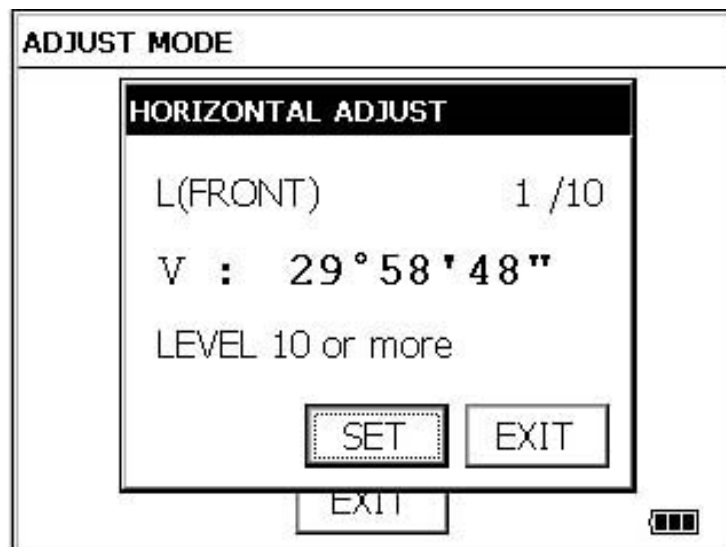 ADJUST MODE
HORIZONTAL ADJUST
L(FRONT) 1 /10
V : 29°58'48"
LEVEL 10 or more
SET EXIT
EXIT